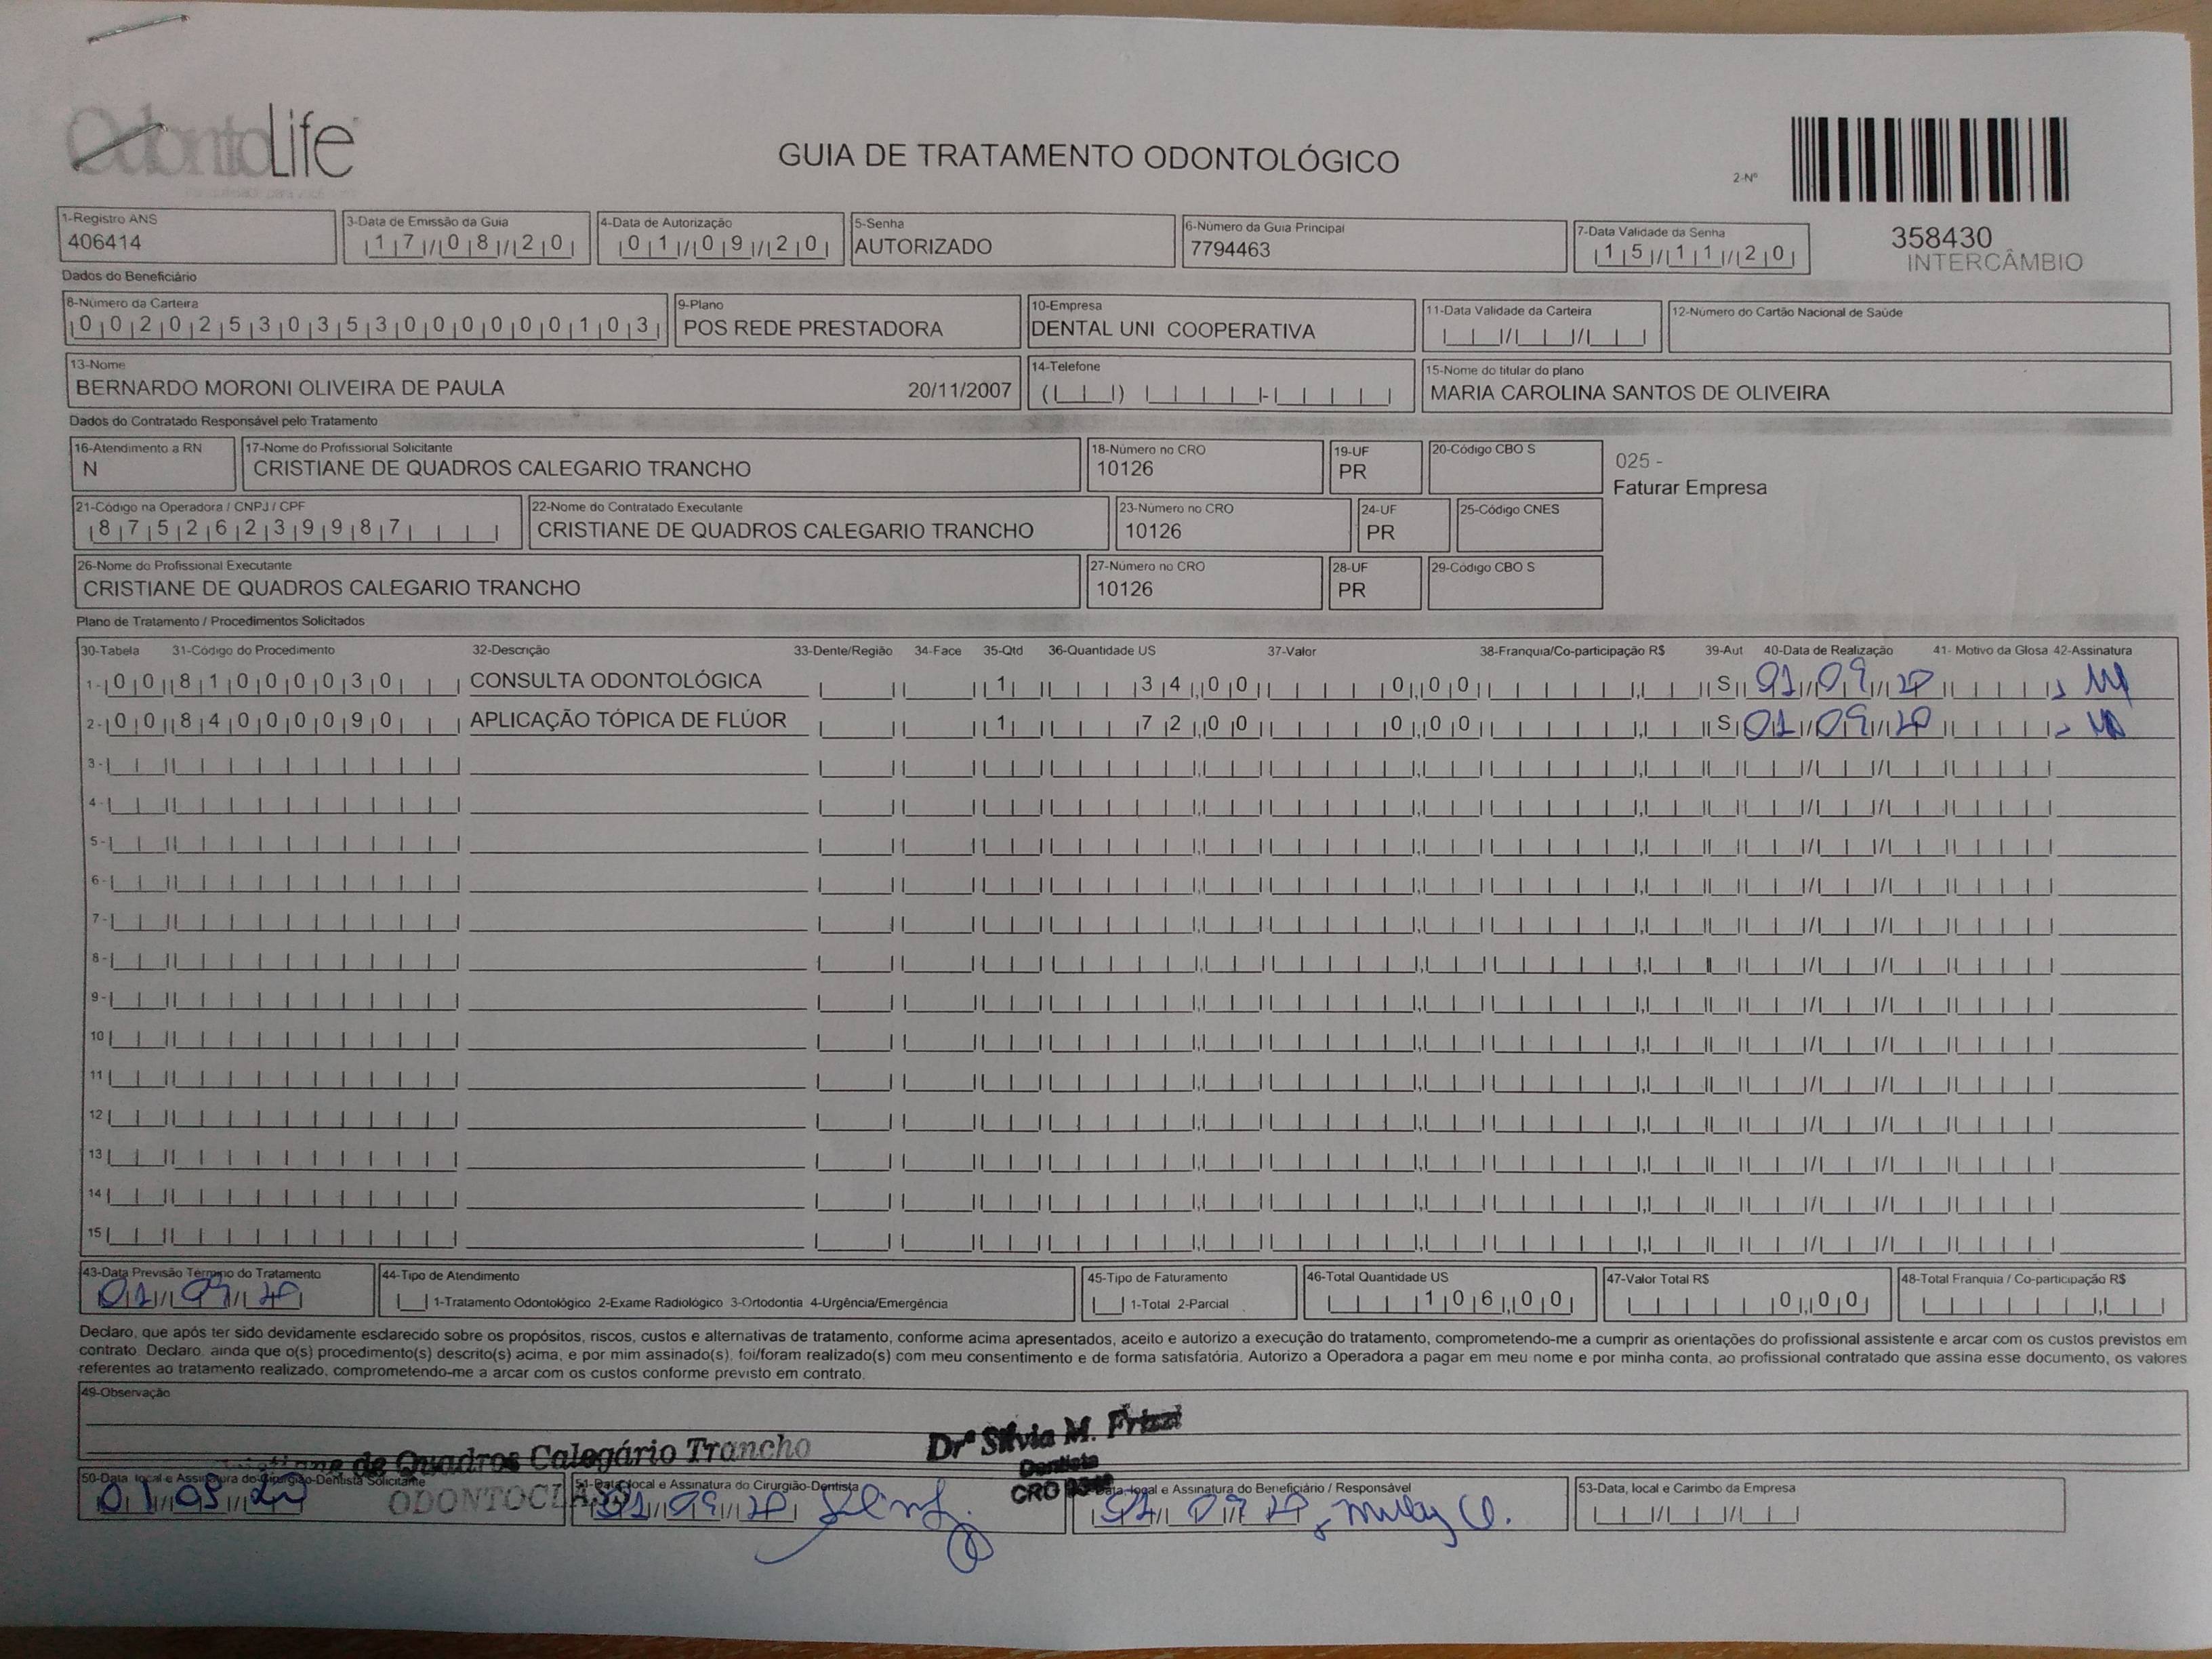 OdontoLife
GUIA DE TRATAMENTO ODONTOLÓGICO
2-Nº
358430
INTERCÂMBIO
1-Registro ANS
406414
3-Data de Emissão da Guia
17/08/20
4-Data de Autorização
01/09/20
5-Senha
AUTORIZADO
6-Número da Guia Principal
7794463
7-Data Validade da Senha
15/11/20
Dados do Beneficiário
8-Número da Carteira
00202530353000000103
9-Plano
POS REDE PRESTADORA
10-Empresa
DENTAL UNI COOPERATIVA
11-Data Validade da Carteira
12-Número do Cartão Nacional de Saúde
13-Nome
BERNARDO MORONI OLIVEIRA DE PAULA 20/11/2007
14-Telefone
15-Nome do titular do plano
MARIA CAROLINA SANTOS DE OLIVEIRA
Dados do Contratado Responsável pelo Tratamento
16-Atendimento a RN
N
17-Nome do Profissional Solicitante
CRISTIANE DE QUADROS CALEGARIO TRANCHO
18-Número no CRO
10126
19-UF
PR
20-Código CBO S
025 -
Faturar Empresa
21-Código na Operadora / CNPJ / CPF
87526239987
22-Nome do Contratado Executante
CRISTIANE DE QUADROS CALEGARIO TRANCHO
23-Número no CRO
10126
24-UF
PR
25-Código CNES
26-Nome do Profissional Executante
CRISTIANE DE QUADROS CALEGARIO TRANCHO
27-Número no CRO
10126
28-UF
PR
29-Código CBO S
Plano de Tratamento / Procedimentos Solicitados
30-Tabela 31-Código do Procedimento 32-Descrição 33-Dente/Região 34-Face 35-Qtd 36-Quantidade US 37-Valor 38-Franquia/Co-participação R$ 39-Aut 40-Data de Realização 41- Motivo da Glosa 42-Assinatura
1- 00 81000030 CONSULTA ODONTOLÓGICA 1 34,00 0,00 S 01/09/20
2- 00 84000090 APLICAÇÃO TÓPICA DE FLÚOR 1 72,00 0,00 S 01/09/20
3-
4-
5-
6-
7-
8-
9-
10
11
12
13
14
15
43-Data Previsão Término do Tratamento
01/09/20
44-Tipo de Atendimento
1-Tratamento Odontológico 2-Exame Radiológico 3-Ortodontia 4-Urgência/Emergência
45-Tipo de Faturamento
1-Total 2-Parcial
46-Total Quantidade US
106,00
47-Valor Total R$
0,00
48-Total Franquia / Co-participação R$
Declaro, que após ter sido devidamente esclarecido sobre os propósitos, riscos, custos e alternativas de tratamento, conforme acima apresentados, aceito e autorizo a execução do tratamento, comprometendo-me a cumprir as orientações do profissional assistente e arcar com os custos previstos em
contrato. Declaro, ainda que o(s) procedimento(s) descrito(s) acima, e por mim assinado(s), foi/foram realizado(s) com meu consentimento e de forma satisfatória. Autorizo a Operadora a pagar em meu nome e por minha conta, ao profissional contratado que assina esse documento, os valores
referentes ao tratamento realizado, comprometendo-me a arcar com os custos conforme previsto em contrato.
49-Observação
de Quadros Calegário Trancho
Drª Silvia M. Frizzi
Dentista
CRO
50-Data, local e Assinatura do Cirurgião-Dentista Solicitante
01/09/20
ODONTOCLASS
51-Data, local e Assinatura do Cirurgião-Dentista
01/09/20
Data, local e Assinatura do Beneficiário / Responsável
01/09/20
53-Data, local e Carimbo da Empresa